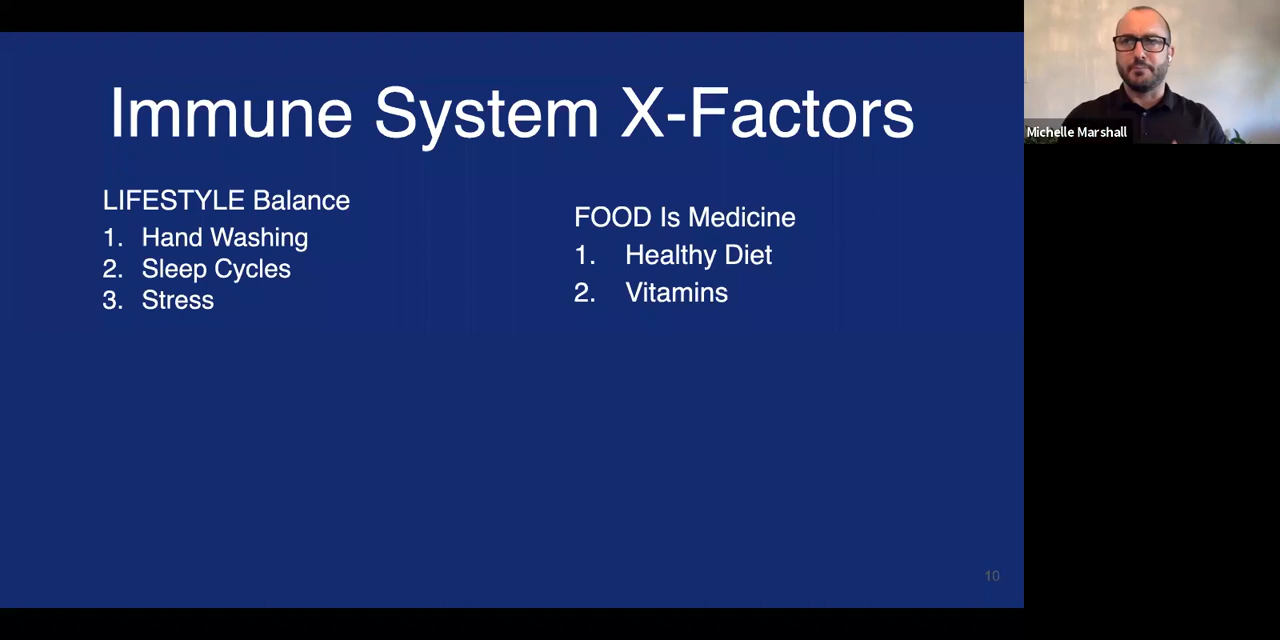 Immune System X-Factors
LIFESTYLE Balance
1. Hand Washing
2. Sleep Cycles
3. Stress
FOOD Is Medicine
1. Healthy Diet
2. Vitamins
10
Michelle Marshall